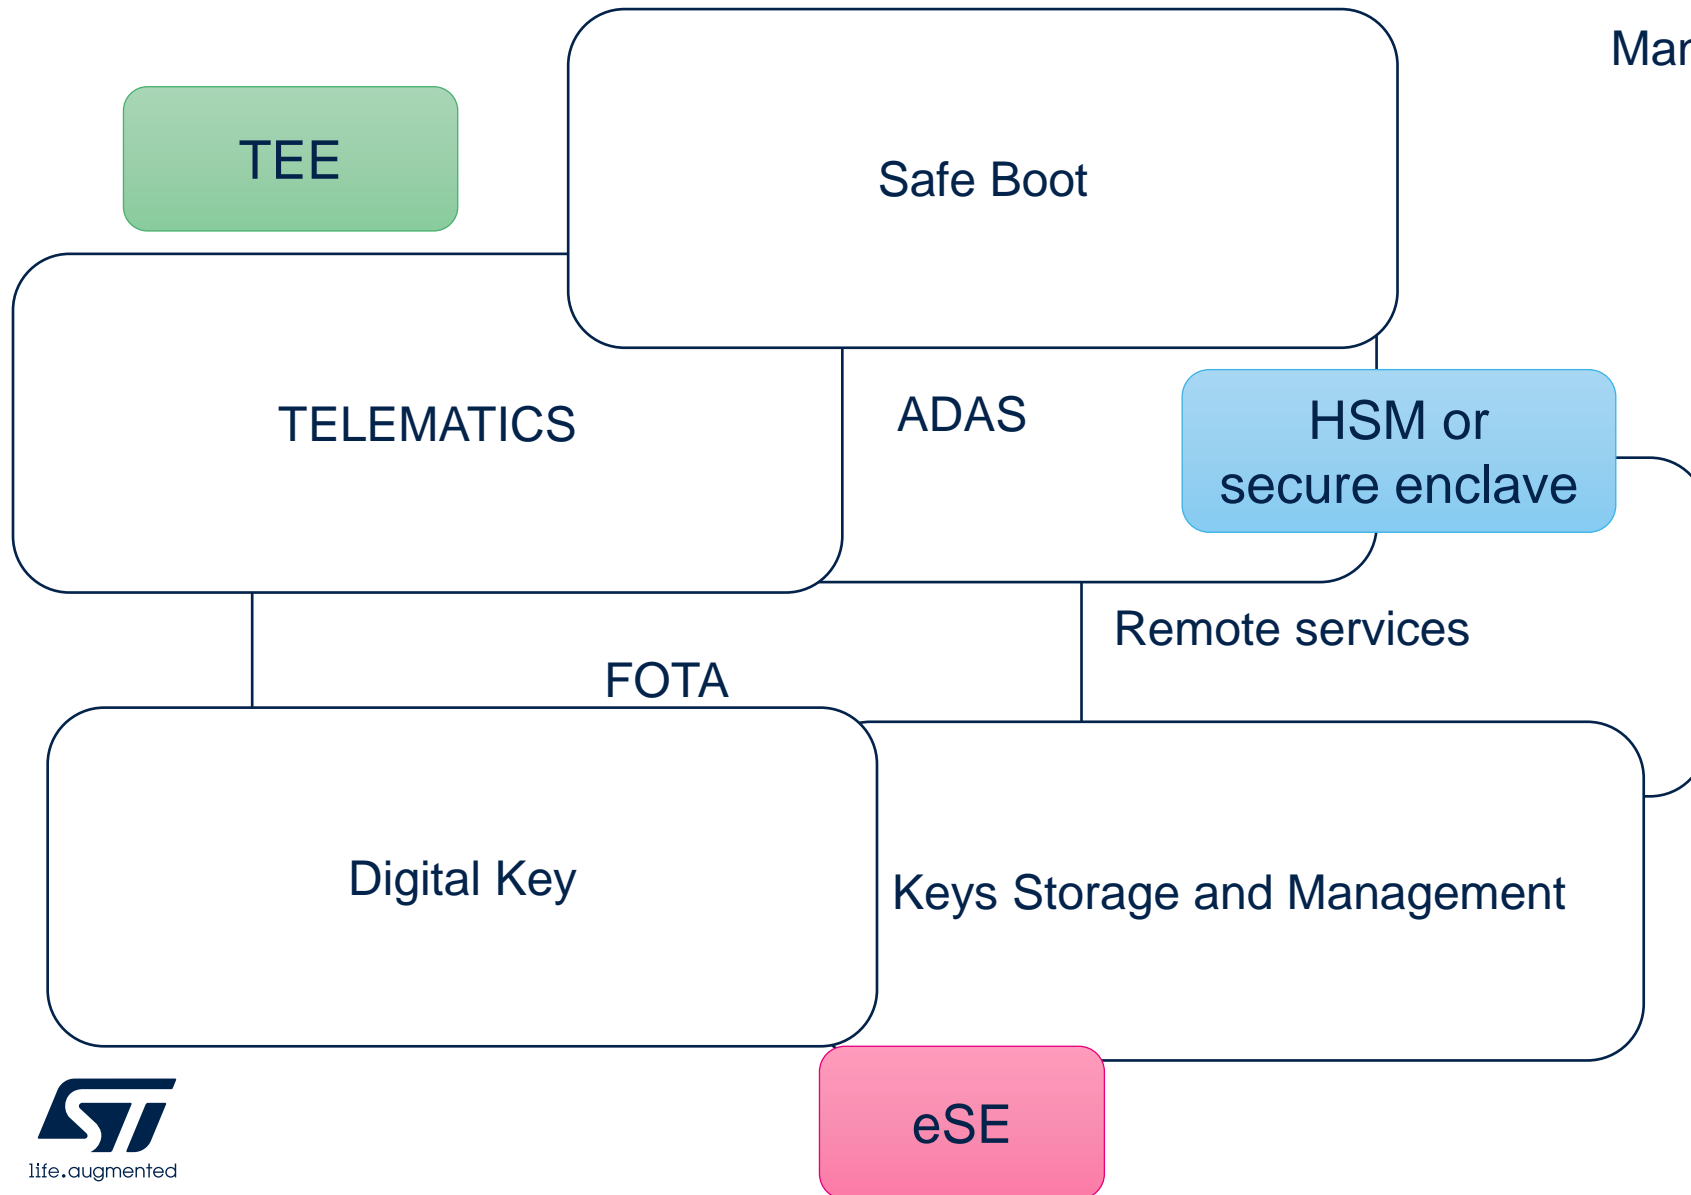 TEE
Safe Boot
TELEMATICS
ADAS
HSM or
secure enclave
Remote services
FOTA
Digital Key
Keys Storage and Management
eSE
ST
life.augmented